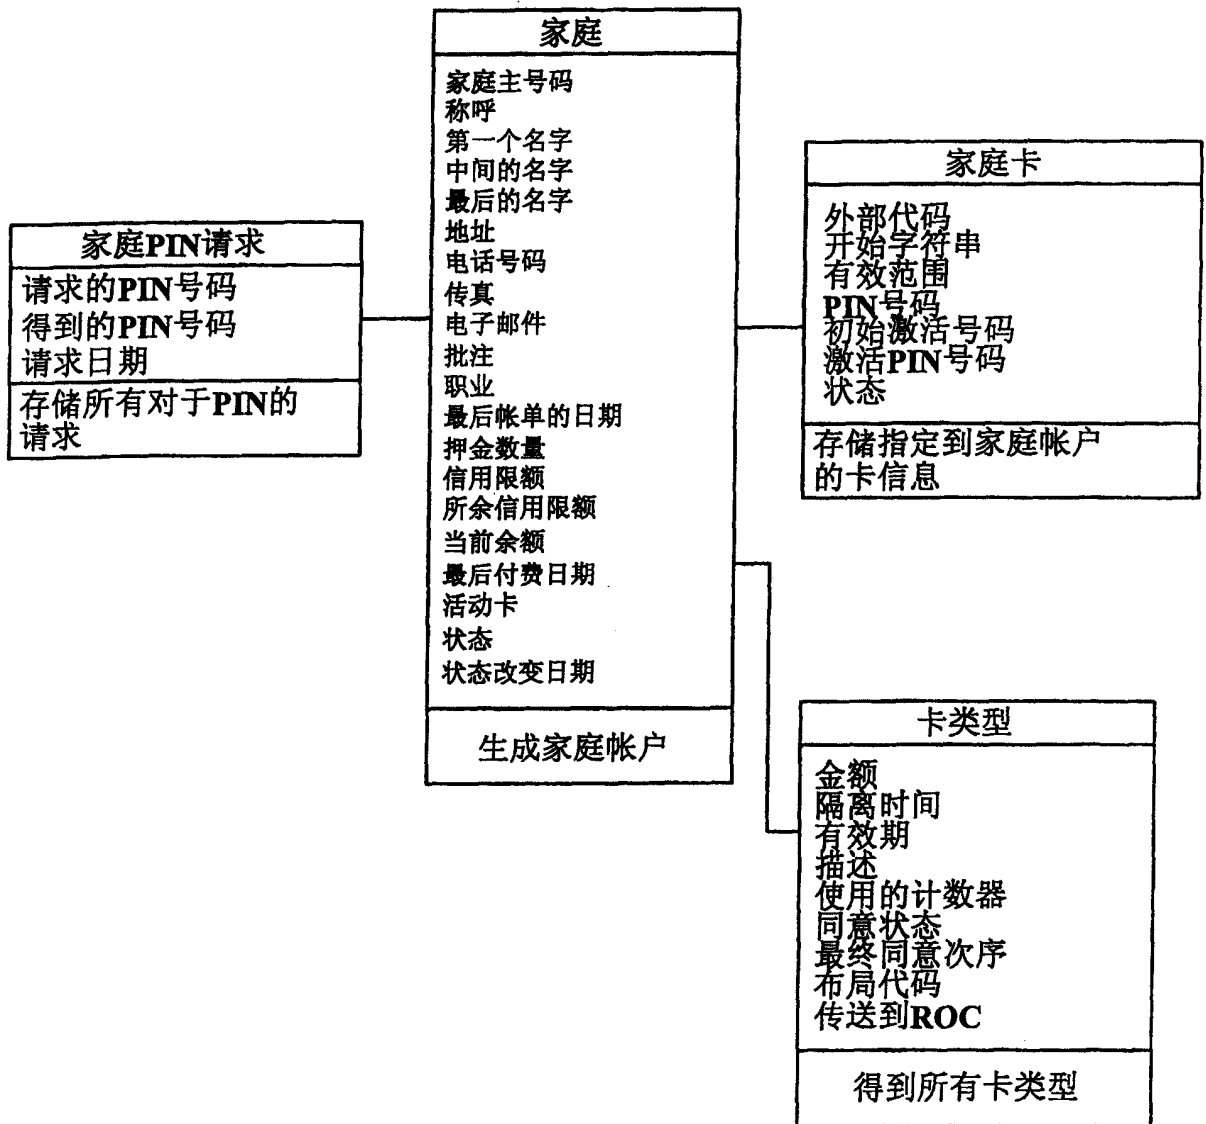 家庭
家庭主号码
称呼
第一个名字
中间的名字
最后的名字
地址
电话号码
传真
电子邮件
批注
职业
最后帐单的日期
押金数量
信用限额
所余信用限额
当前余额
最后付费日期
活动卡
状态
状态改变日期
生成家庭帐户
家庭PIN请求
请求的PIN号码
得到的PIN号码
请求日期
存储所有对于PIN的
请求
家庭卡
外部代码
开始字符串
有效范围
PIN号码
初始激活号码
激活PIN号码
状态
存储指定到家庭帐户
的卡信息
卡类型
金额
隔离时间
有效期
描述
使用的计数器
同意状态
最终同意次序
布局代码
传送到ROC
得到所有卡类型